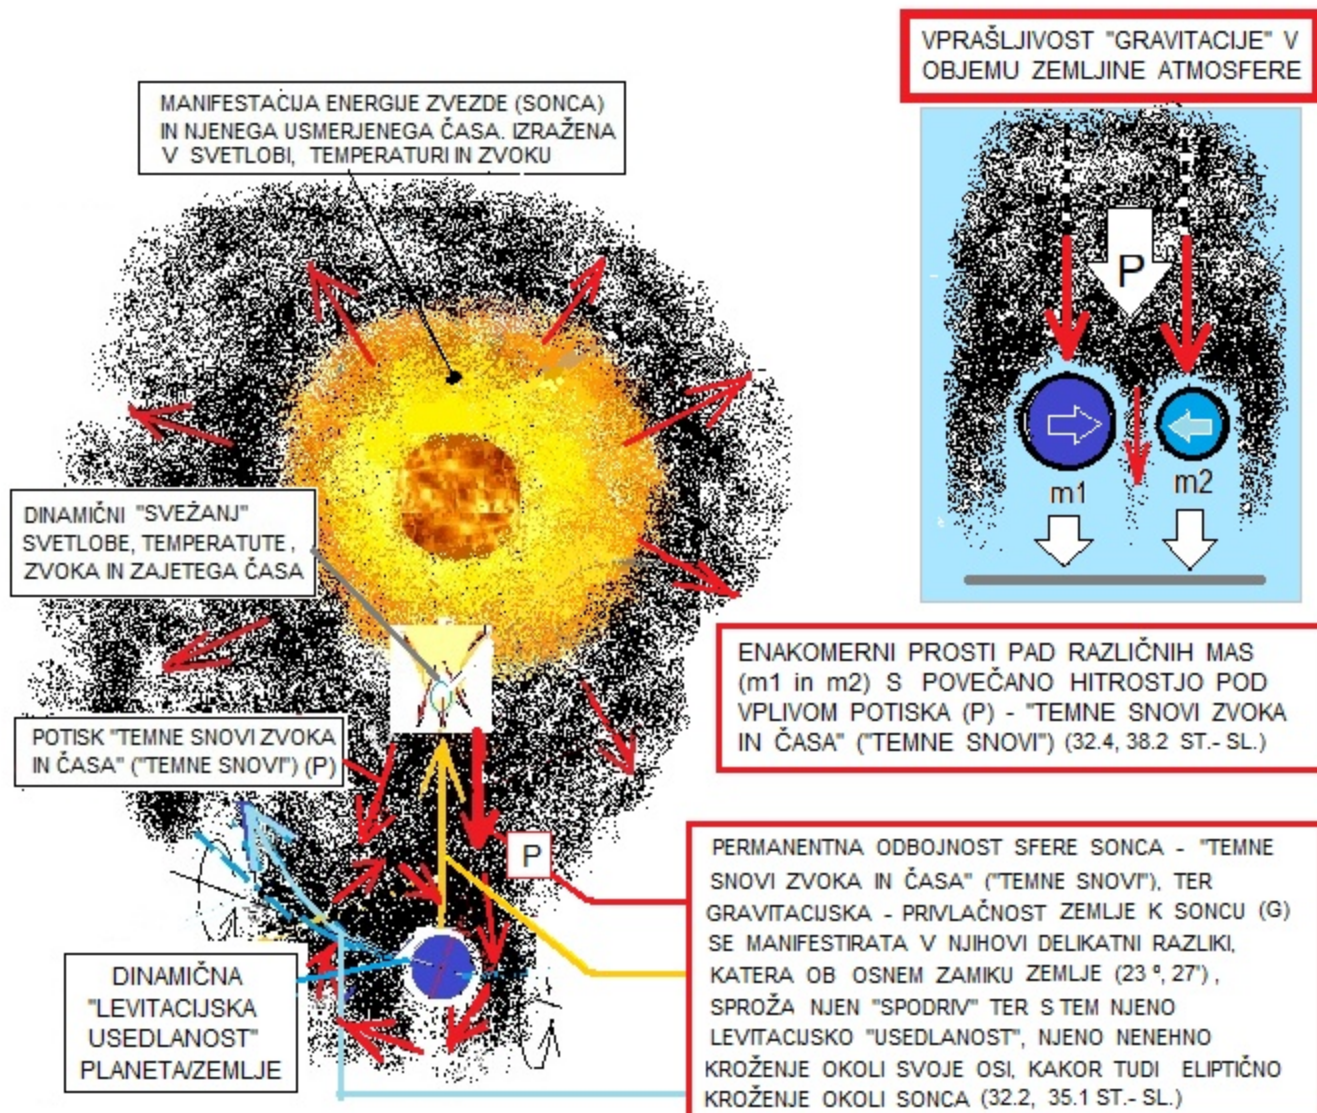 VPRAŠLJIVOST "GRAVITACIJE" V
OBJEMU ZEMLJINE ATMOSFERE
MANIFESTACIJA ENERGIJE ZVEZDE (SONCA)
IN NJENEGA USMERJENEGA ČASA. IZRAŽENA
V SVETLOBI, TEMPERATURI IN ZVOKU
P
m1
m2
DINAMIČNI "SVEŽANJ"
SVETLOBE, TEMPERATUTE,
ZVOKA IN ZAJETEGA ČASA
ENAKOMERNI PROSTI PAD RAZLIČNIH MAS
(m1 in m2) S POVEČANO HITROSTJO POD
VPLIVOM POTISKA (P) - "TEMNE SNOVI ZVOKA
IN ČASA" ("TEMNE SNOVI") (32.4, 38.2 ST.- SL.)
POTISK "TEMNE SNOVI ZVOKA
IN ČASA" ("TEMNE SNOVI") (P)
P
PERMANENTNA ODBOJNOST SFERE SONCA - "TEMNE
SNOVI ZVOKA IN ČASA" ("TEMNE SNOVI"), TER
GRAVITACIJSKA - PRIVLAČNOST ZEMLJE K SONCU (G)
SE MANIFESTIRATA V NJIHOVI DELIKATNI RAZLIKI,
KATERA OB OSNEM ZAMIKU ZEMLJE (23 º, 27') ,
SPROŽA NJEN "SPODRIV" TER S TEM NJENO
LEVITACIJSKO "USEDLANOST", NJENO NENEHNO
KROŽENJE OKOLI SVOJE OSI, KAKOR TUDI ELIPTIČNO
KROŽENJE OKOLI SONCA (32.2, 35.1 ST.- SL.)
DINAMIČNA
"LEVITACIJSKA
USEDLANOST"
PLANETA/ZEMLJE